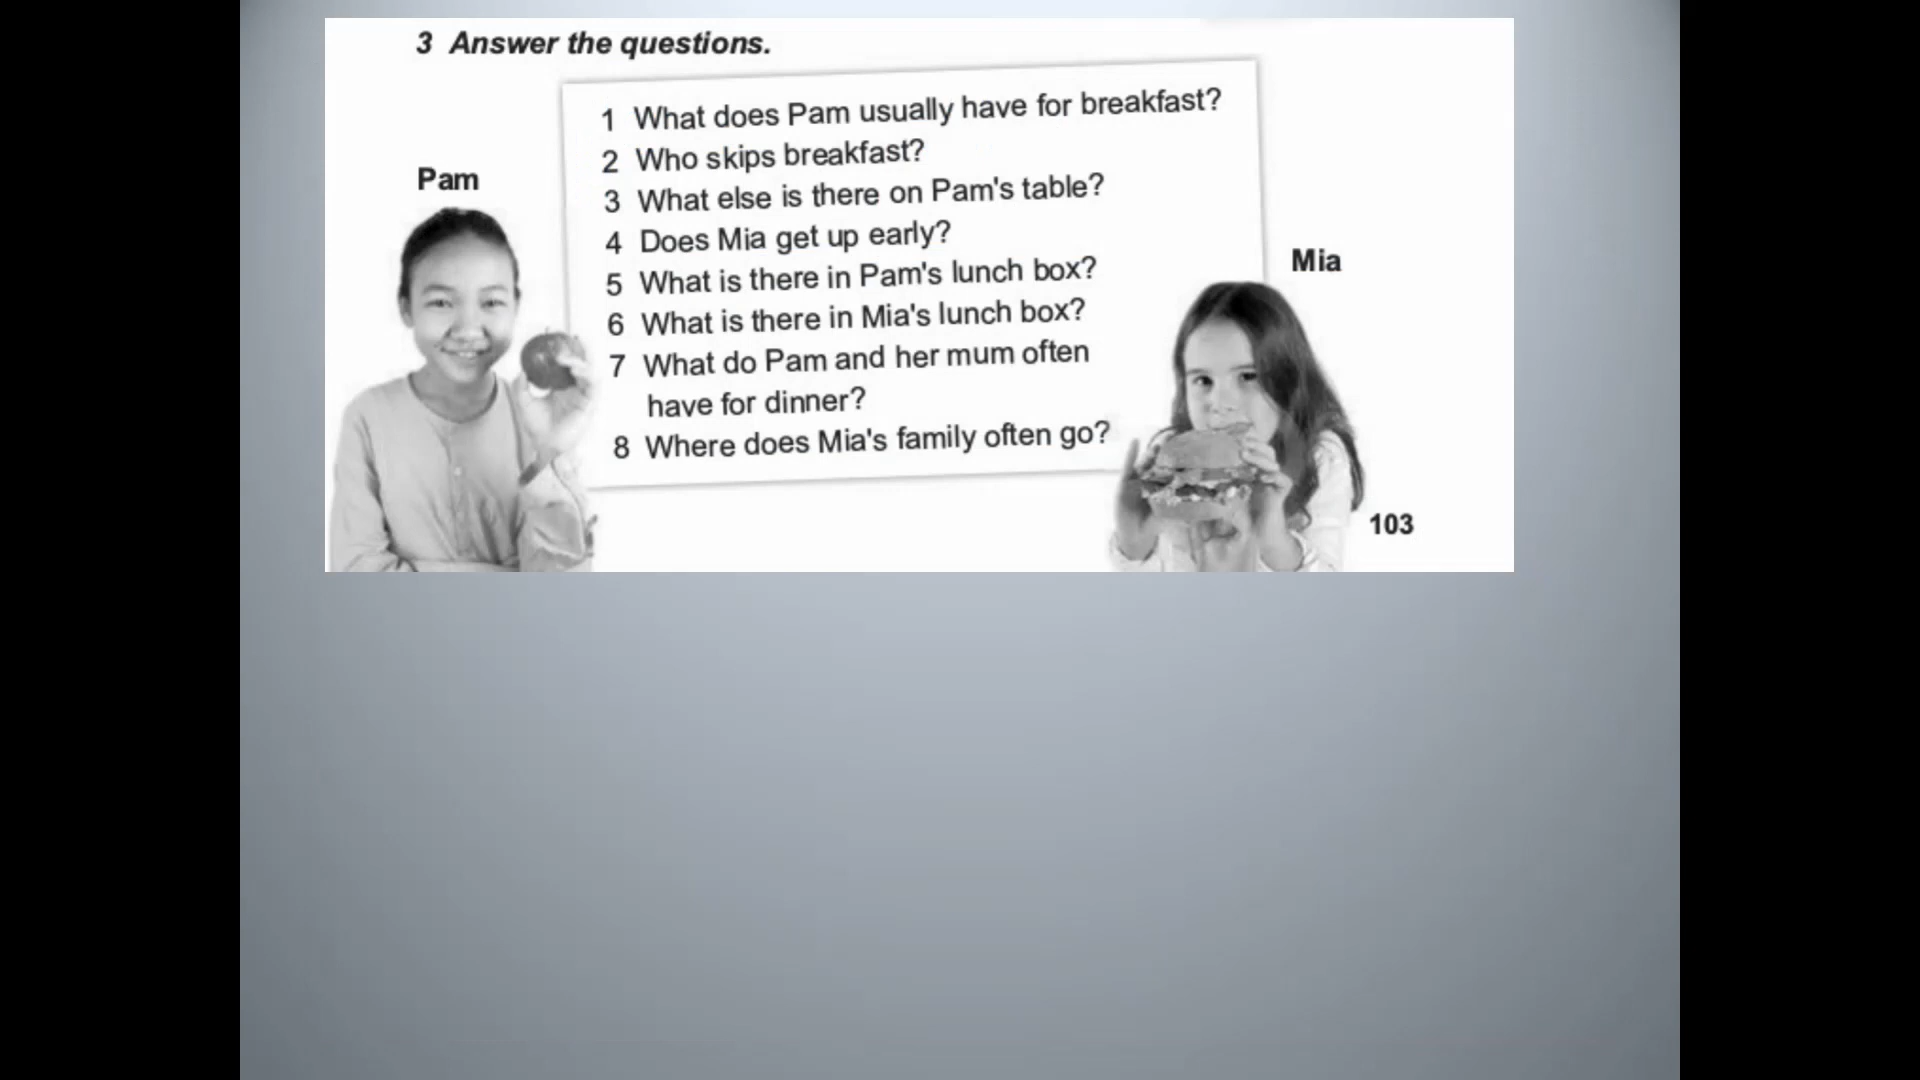 3 Answer the questions.
1 What does Pam usually have for breakfast?
2 Who skips breakfast?
Pam
3 What else is there on Pam's table?
4 Does Mia get up early?
Mia
5 What is there in Pam's lunch box?
6 What is there in Mia's lunch box?
7 What do Pam and her mum often
have for dinner?
8 Where does Mia's family often go?
103